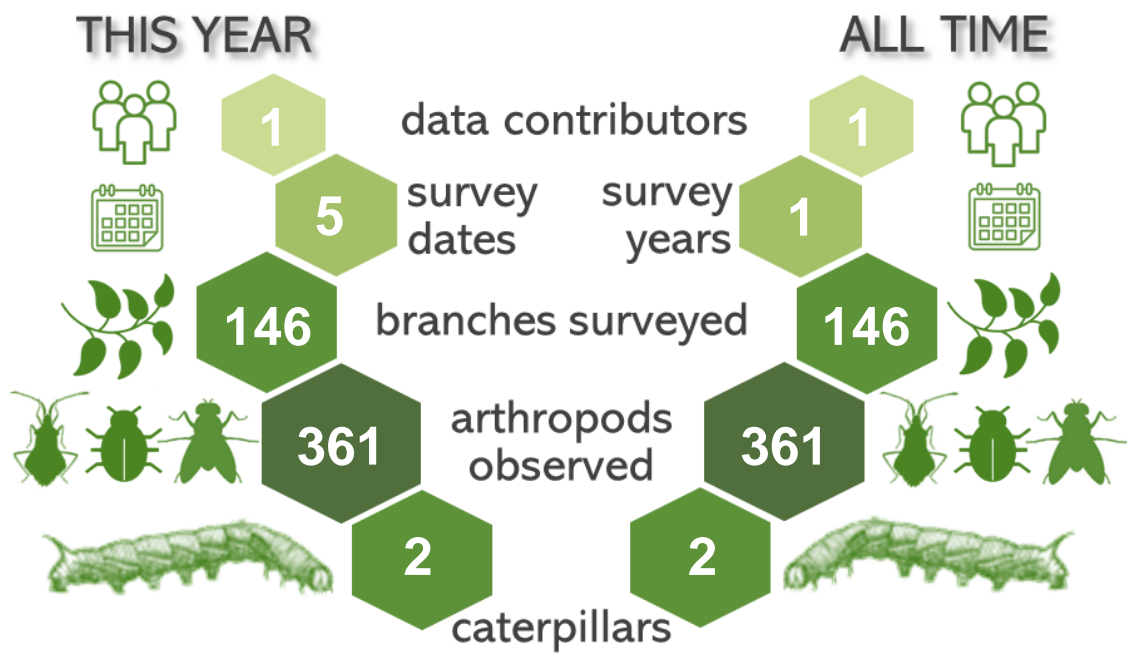 THIS YEAR
ALL TIME
1
data contributors
1
5
survey
dates
survey
years
1
146
branches surveyed
146
361
arthropods
observed
361
2
2
caterpillars